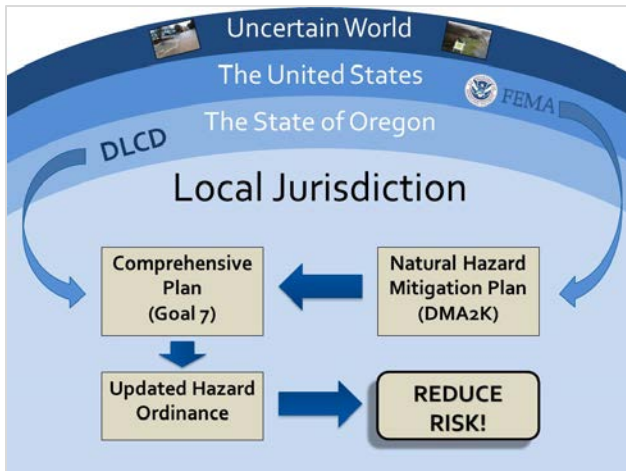 Uncertain World
The United States
FEMA
The State of Oregon
DLCD
Local Jurisdiction
Comprehensive
Plan
(Goal 7)
Natural Hazard
Mitigation Plan
(DMA2K)
Updated Hazard
Ordinance
REDUCE
RISK!